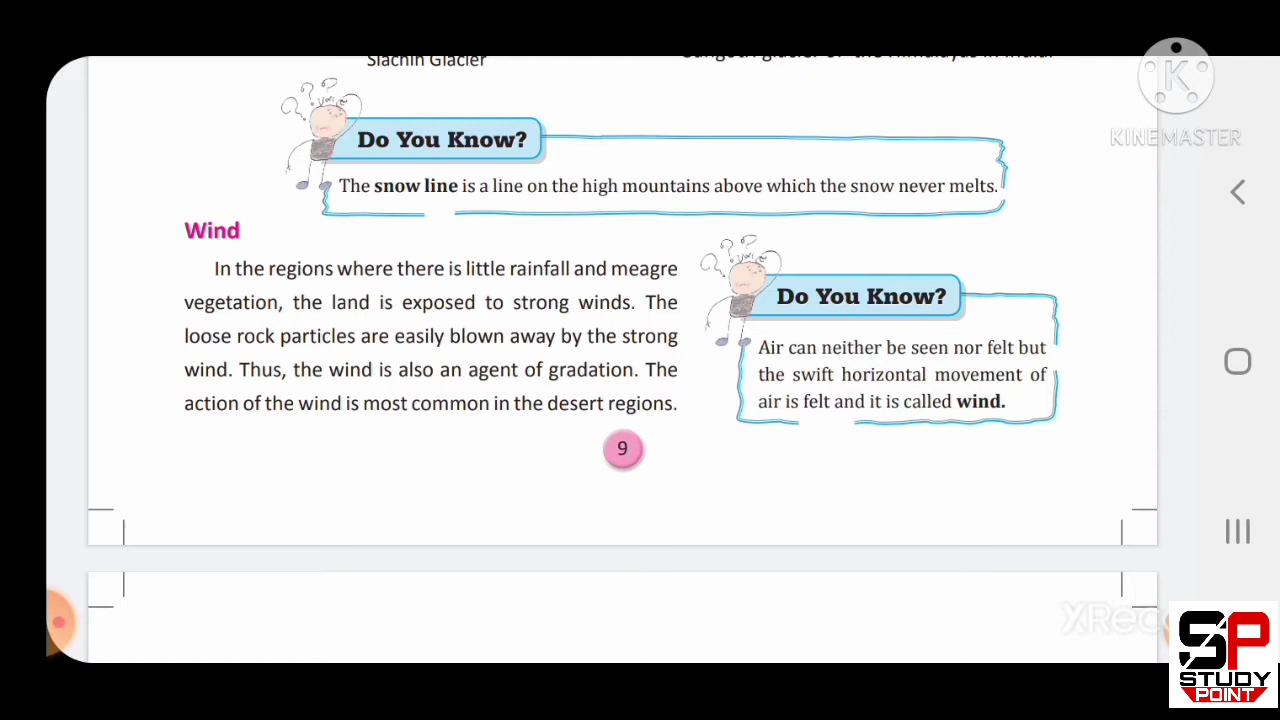 Siachin Glacier
KINEMASTER
Do You Know?
The snow line is a line on the high mountains above which the snow never melts.
Wind
In the regions where there is little rainfall and meagre
vegetation, the land is exposed to strong winds. The
loose rock particles are easily blown away by the strong
wind. Thus, the wind is also an agent of gradation. The
action of the wind is most common in the desert regions.
Do You Know?
Air can neither be seen nor felt but
the swift horizontal movement of
air is felt and it is called wind.
9
SP
STUDY
POINT